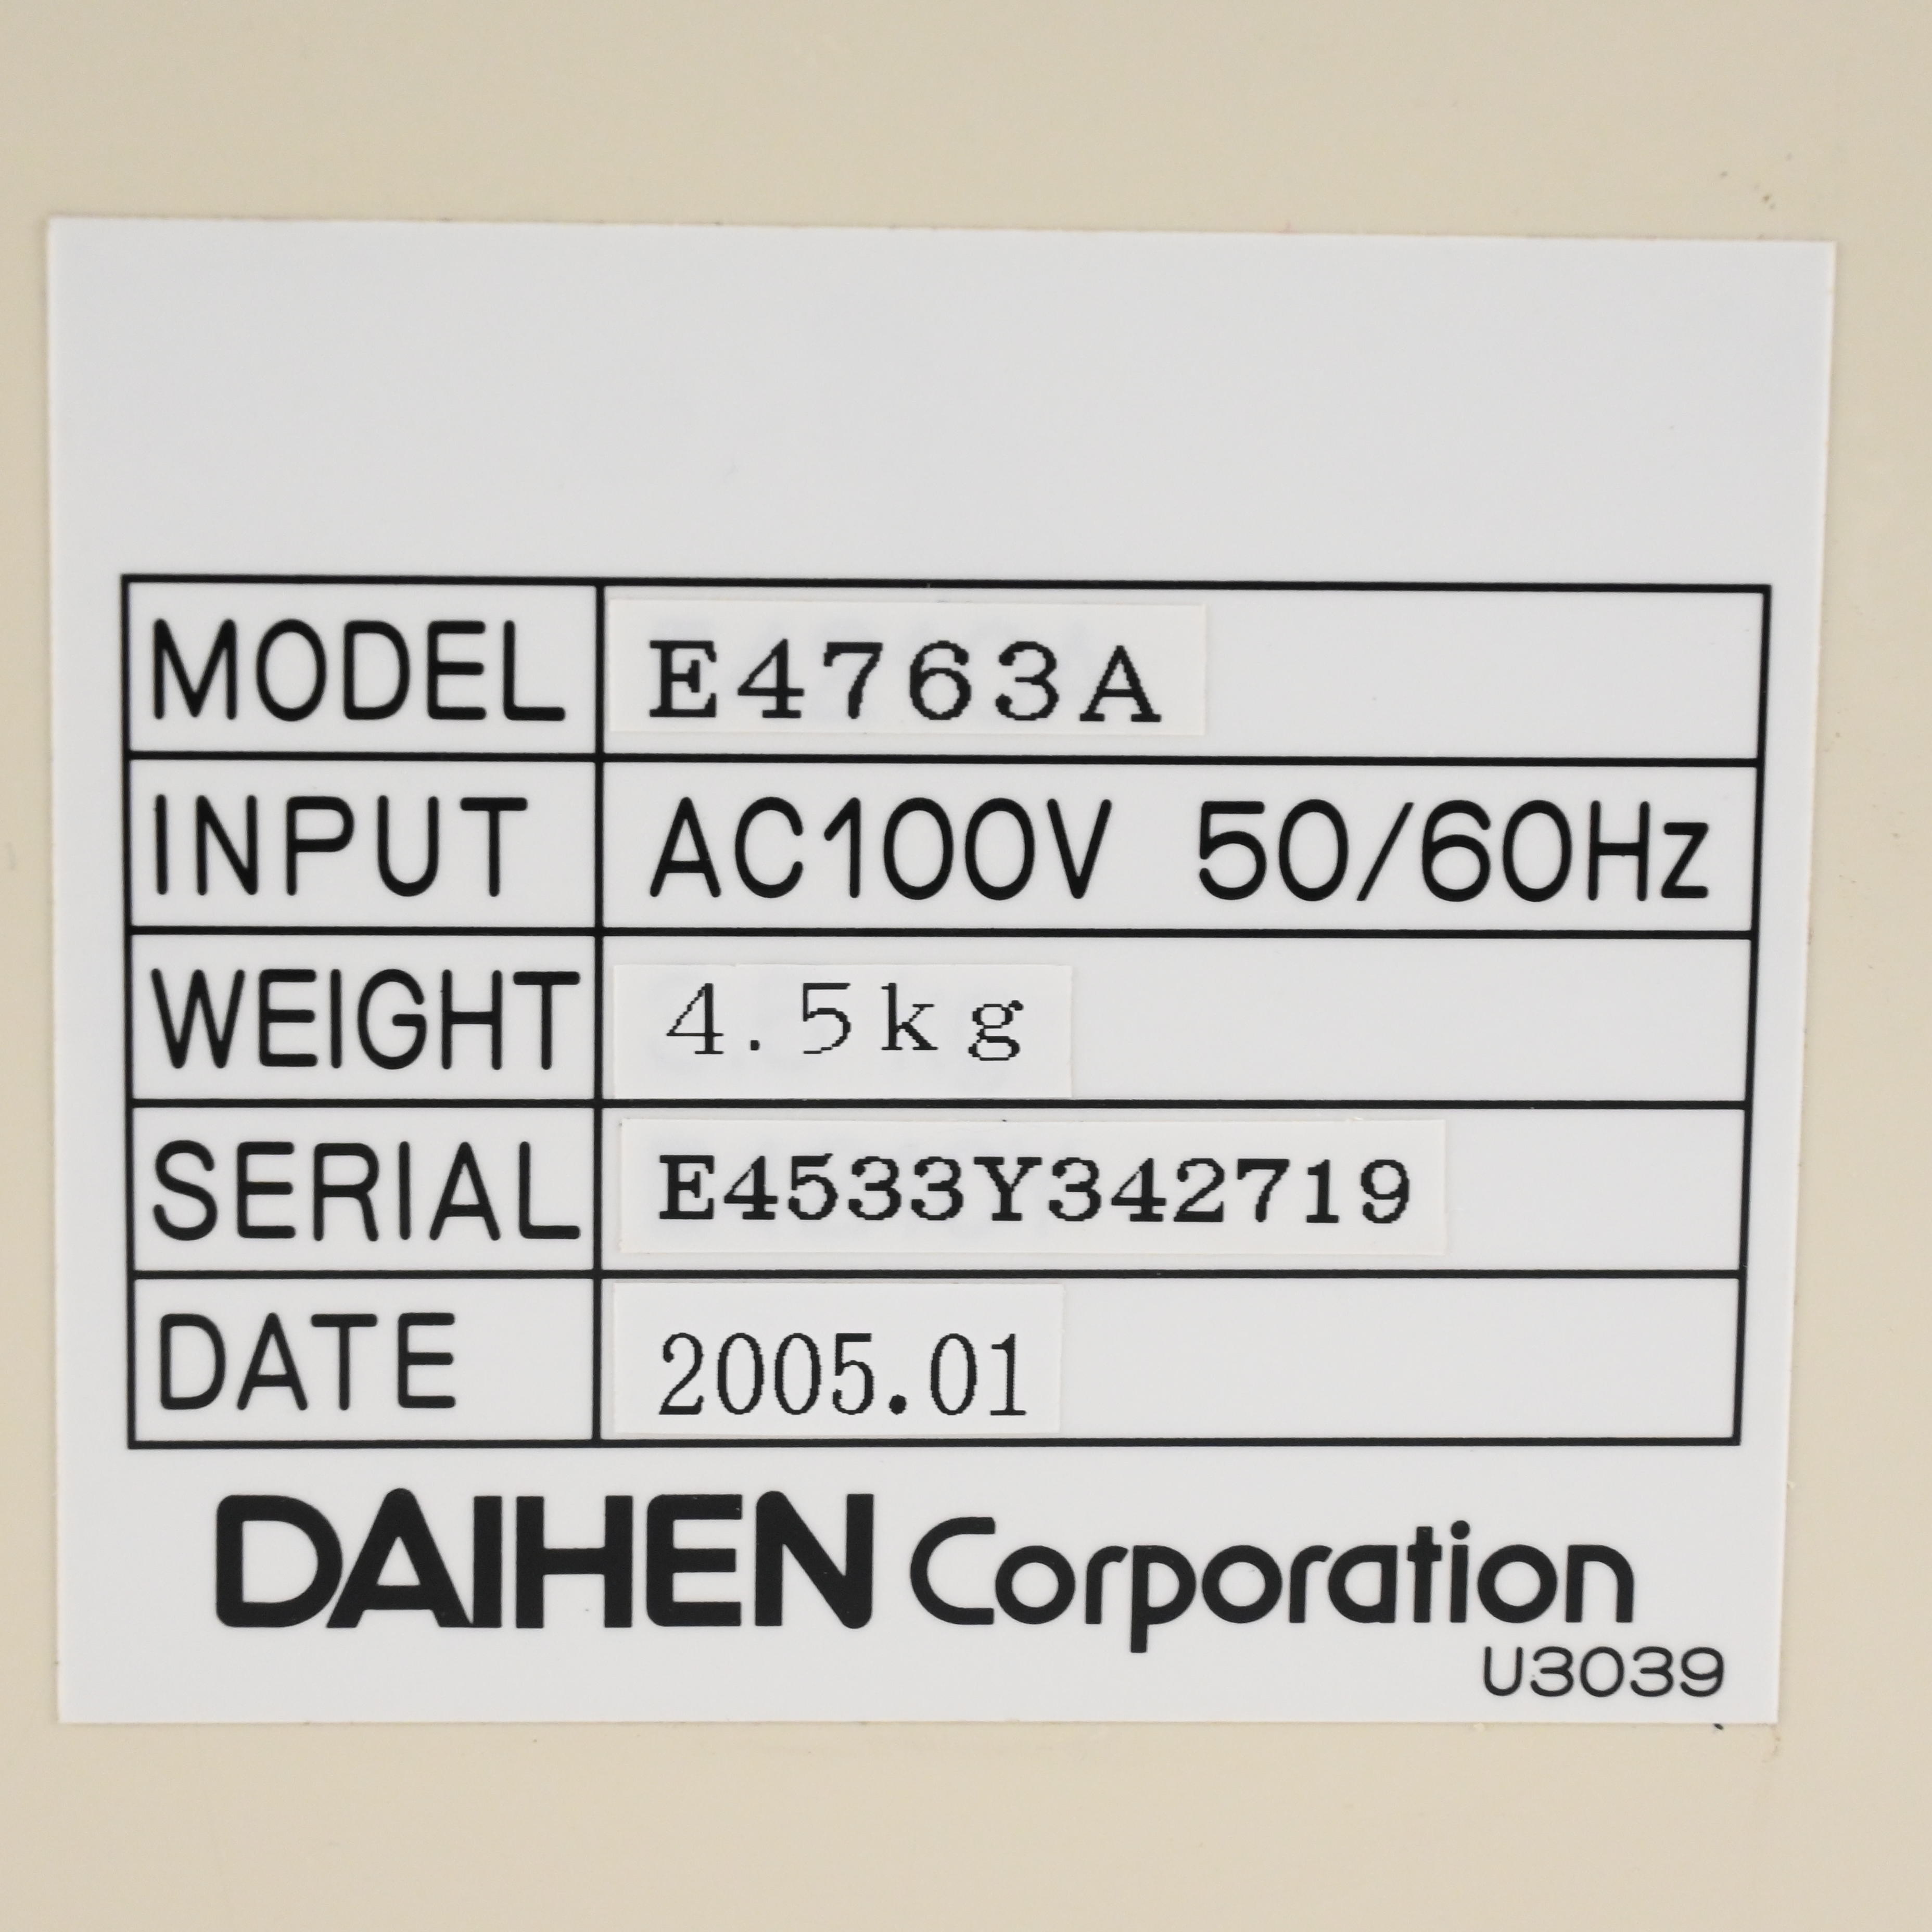 MODEL E4763A
INPUT AC100V 50/60Hz
WEIGHT 4.5kg
SERIAL E4533Y342719
DATE 2005.01
DAIHEN Corporation
U3039